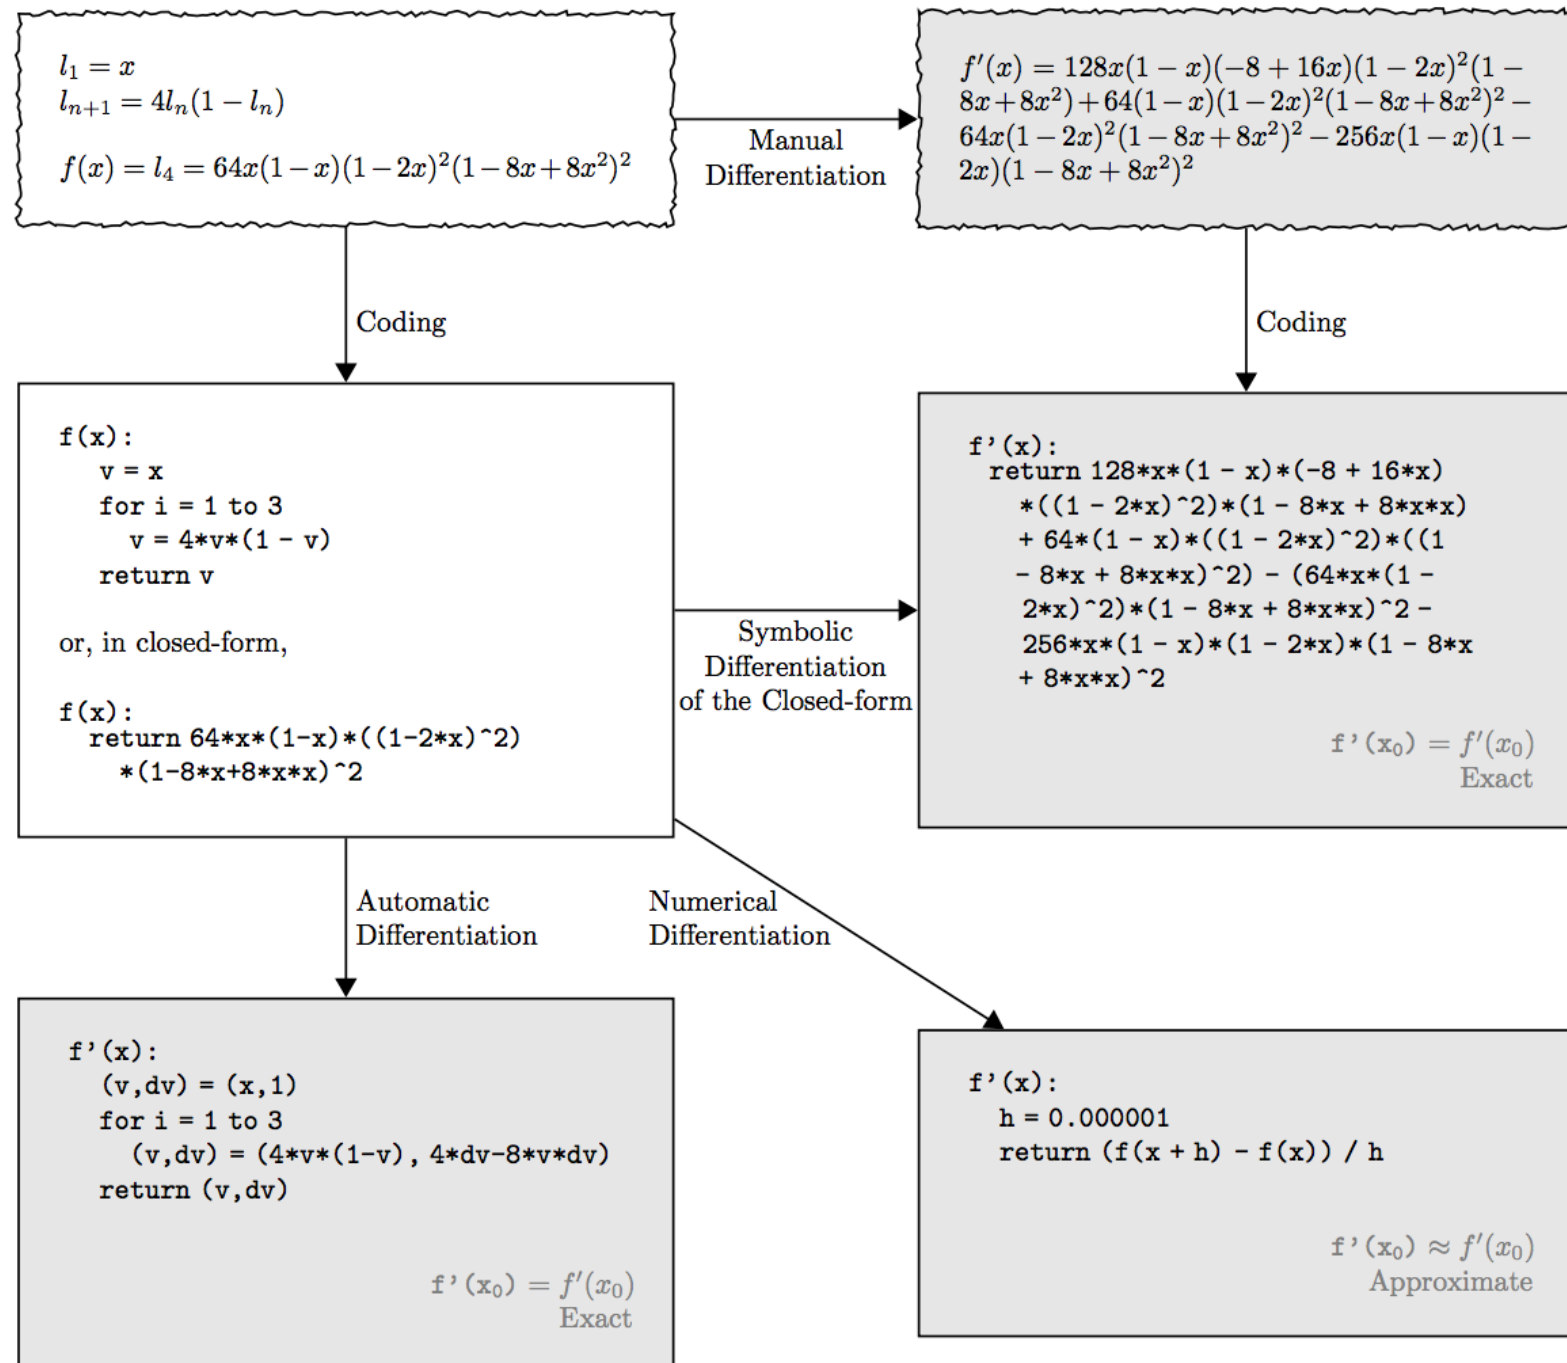 l₁ = x
lₙ₊₁ = 4lₙ(1 − lₙ)
f(x) = l₄ = 64x(1−x)(1−2x)²(1−8x+8x²)²
Manual
Differentiation
f′(x) = 128x(1 − x)(−8 + 16x)(1 − 2x)²(1 −
8x+8x²)+64(1−x)(1−2x)²(1−8x+8x²)² −
64x(1 − 2x)²(1 − 8x + 8x²)² − 256x(1 − x)(1 −
2x)(1 − 8x + 8x²)²
Coding
Coding
f(x):
v = x
for i = 1 to 3
v = 4*v*(1 - v)
return v
or, in closed-form,
f(x):
return 64*x*(1-x)*((1-2*x)^2)
*(1-8*x+8*x*x)^2
Symbolic
Differentiation
of the Closed-form
f’(x):
return 128*x*(1 - x)*(-8 + 16*x)
*((1 - 2*x)^2)*(1 - 8*x + 8*x*x)
+ 64*(1 - x)*((1 - 2*x)^2)*((1
- 8*x + 8*x*x)^2) - (64*x*(1 -
2*x)^2)*(1 - 8*x + 8*x*x)^2 -
256*x*(1 - x)*(1 - 2*x)*(1 - 8*x
+ 8*x*x)^2
f’(x₀) = f′(x₀)
Exact
Automatic
Differentiation
Numerical
Differentiation
f’(x):
(v,dv) = (x,1)
for i = 1 to 3
(v,dv) = (4*v*(1-v), 4*dv-8*v*dv)
return (v,dv)
f’(x₀) = f′(x₀)
Exact
f’(x):
h = 0.000001
return (f(x + h) - f(x)) / h
f’(x₀) ≈ f′(x₀)
Approximate